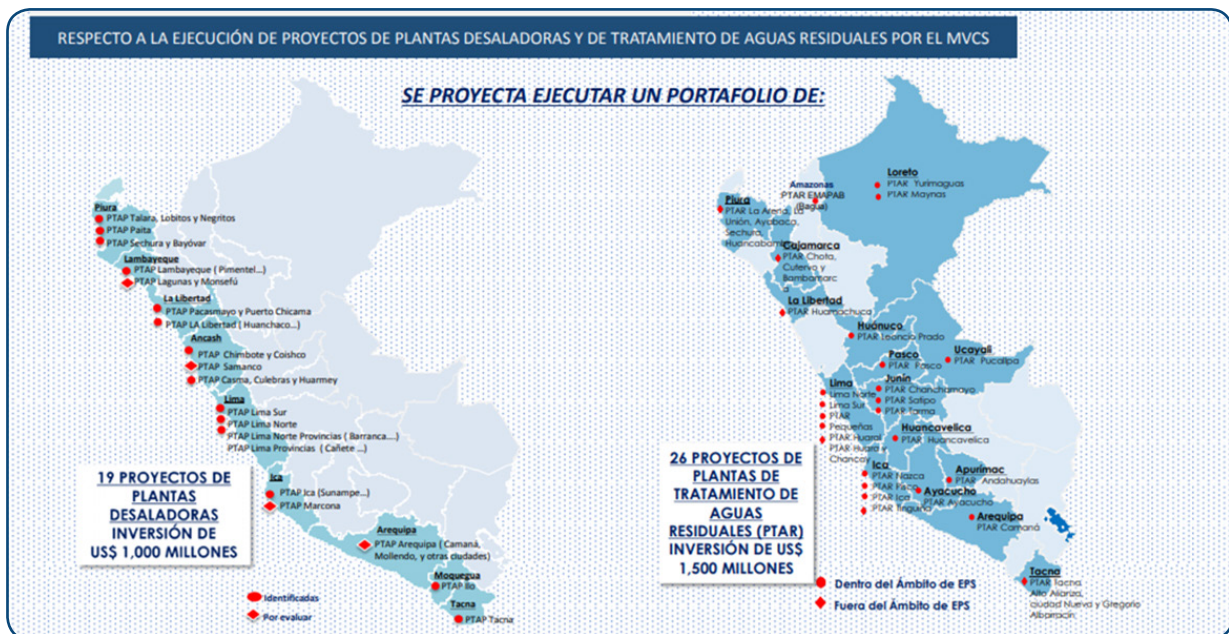 RESPECTO A LA EJECUCIÓN DE PROYECTOS DE PLANTAS DESALADORAS Y DE TRATAMIENTO DE AGUAS RESIDUALES POR EL MVCS
SE PROYECTA EJECUTAR UN PORTAFOLIO DE:
Piura
PTAP Talara, Lobitos y Negritos
PTAP Paita
PTAP Sechura y Bayóvar
Lambayeque
PTAP Lambayeque ( Pimentel...)
PTAP Lagunas y Monsefú
La Libertad
PTAP Pacasmayo y Puerto Chicama
PTAP LA Libertad ( Huanchaco...)
Ancash
PTAP Chimbote y Coishco
PTAP Samanco
PTAP Casma, Culebras y Huarmey
Lima
PTAP Lima Sur
PTAP Lima Norte
PTAP Lima Norte Provincias ( Barranca....)
PTAP Lima Provincias ( Cañete ...)
Ica
PTAP Ica (Sunampe...)
PTAP Marcona
Arequipa
PTAP Arequipa ( Camaná,
Mollendo, y otras ciudades)
Moquegua
PTAP Ilo
Tacna
PTAP Tacna
19 PROYECTOS DE
PLANTAS
DESALADORAS
INVERSIÓN DE
US$ 1,000 MILLONES
Identificadas
Por evaluar
Loreto
PTAR Yurimaguas
PTAR Maynas
Amazonas
PTAR EMAPAB
(Bagua)
Piura
PTAR La Arena, La
Unión, Ayabaca,
Sechura,
Huancabamba
Cajamarca
PTAR Chota,
Cutervo y
Bambamarc
a
La Libertad
PTAR Huamachuco
Huánuco
PTAR Leoncio Prado
Pasco
PTAR Pasco
Ucayali
PTAR Pucallpa
Junín
PTAR Chanchamayo
PTAR Satipo
PTAR Tarma
Lima
Lima Norte
Lima Sur
PTAR
Pequeñas
PTAR Huaral
PTAR Huara y
Chancay
Huancavelica
PTAR Huancavelica
Ica
PTAR Nazca
PTAR Pisco
PTAR Ica
PTAR Tinguiña
Apurímac
PTAR Andahuaylas
Ayacucho
PTAR Ayacucho
Arequipa
PTAR Camaná
Tacna
PTAR Tacna
Alto Alianza,
ciudad Nueva y Gregorio
Albarracín
26 PROYECTOS DE
PLANTAS DE
TRATAMIENTO DE
AGUAS
RESIDUALES (PTAR)
INVERSIÓN DE US$
1,500 MILLONES
Dentro del Ámbito de EPS
Fuera del Ámbito de EPS